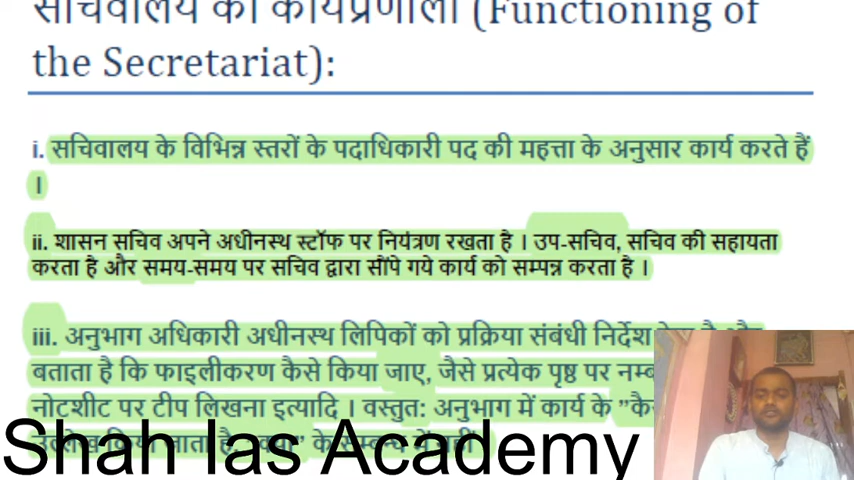 सचिवालय की कार्यप्रणाली (Functioning of
the Secretariat):
i. सचिवालय के विभिन्न स्तरों के पदाधिकारी पद की महत्ता के अनुसार कार्य करते हैं
।
ii. शासन सचिव अपने अधीनस्थ स्टॉफ पर नियंत्रण रखता है । उप-सचिव, सचिव की सहायता
करता है और समय-समय पर सचिव द्वारा सौंपे गये कार्य को सम्पन्न करता है ।
iii. अनुभाग अधिकारी अधीनस्थ लिपिकों को प्रक्रिया संबंधी निर्देश
बताता है कि फाइलीकरण कैसे किया जाए, जैसे प्रत्येक पृष्ठ पर
नोटशीट पर टीप लिखना इत्यादि । वस्तुत: अनुभाग में कार्य के
Shah Ias Academy